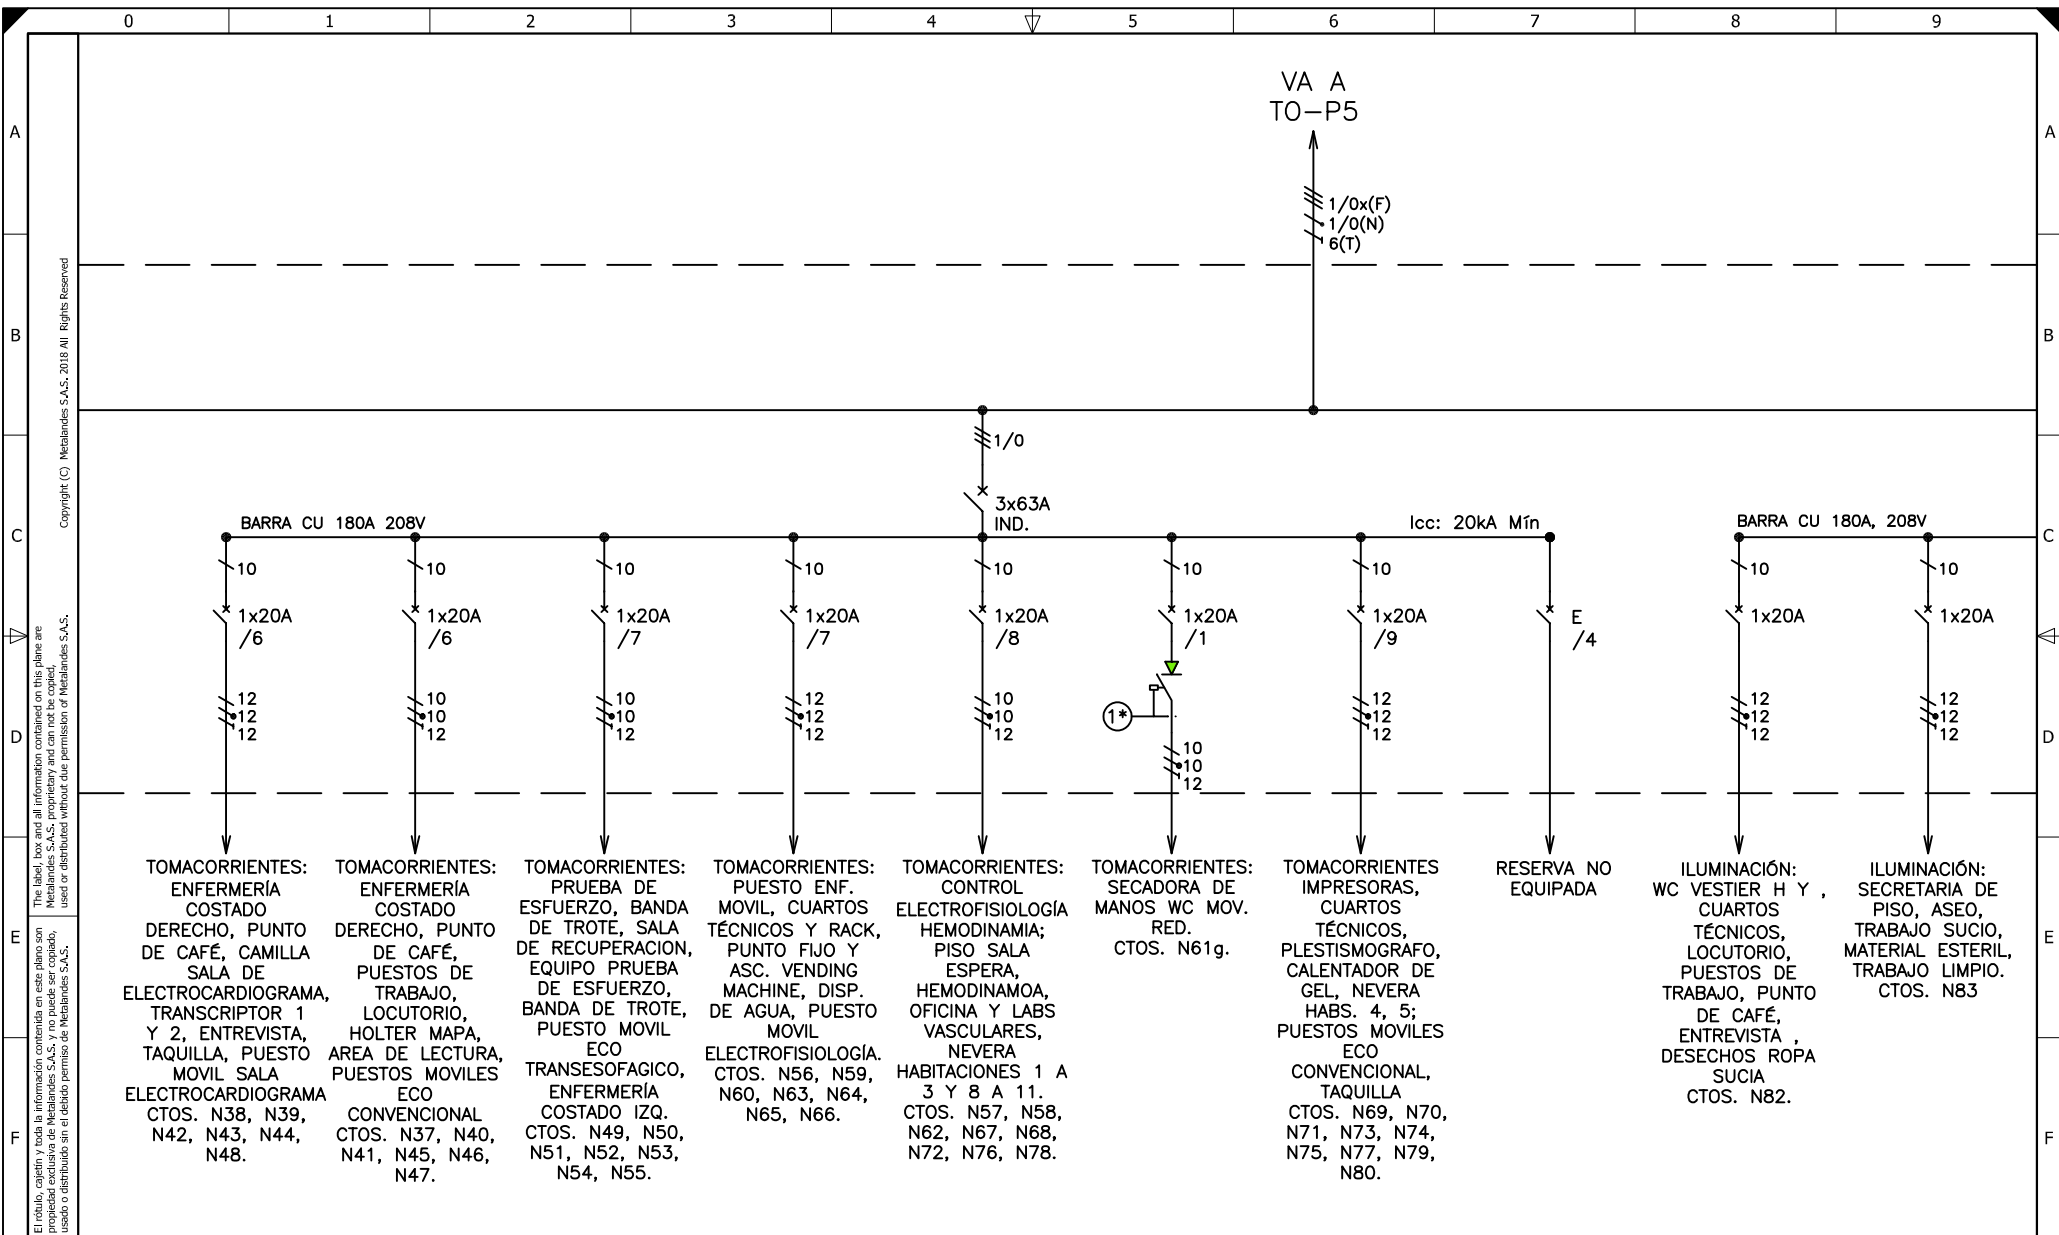 0 1 2 3 4 5 6 7 8 9
A
A
B
B
C
C
D
D
E
E
F
F
Copyright (C) Metalandes S.A.S. 2018 All Rights Reserved
The label, box and all information contained on this plane are
Metalandes S.A.S. proprietary and can not be copied,
used or distributed without due permission of Metalandes S.A.S.
El rótulo, cajetín y toda la información contenida en este plano son
propiedad exclusiva de Metalandes S.A.S. y no puede ser copiado,
usado o distribuido sin el debido permiso de Metalandes S.A.S.
VA A
TO-P5
1/0x(F)
1/0(N)
6(T)
1/0
3x63A
IND.
BARRA CU 180A 208V
Icc: 20kA Mín
BARRA CU 180A, 208V
10
10
10
10
10
10
10
10
10
1x20A
/6
1x20A
/6
1x20A
/7
1x20A
/7
1x20A
/8
1x20A
/1
1x20A
/9
E
/4
1x20A
1x20A
12
12
12
10
10
12
10
10
12
12
12
12
10
10
12
1*
10
10
12
12
12
12
12
12
12
12
12
12
TOMACORRIENTES:
ENFERMERÍA
COSTADO
DERECHO, PUNTO
DE CAFÉ, CAMILLA
SALA DE
ELECTROCARDIOGRAMA,
TRANSCRIPTOR 1
Y 2, ENTREVISTA,
TAQUILLA, PUESTO
MOVIL SALA
ELECTROCARDIOGRAMA
CTOS. N38, N39,
N42, N43, N44,
N48.
TOMACORRIENTES:
ENFERMERÍA
COSTADO
DERECHO, PUNTO
DE CAFÉ,
PUESTOS DE
TRABAJO,
LOCUTORIO,
HOLTER MAPA,
AREA DE LECTURA,
PUESTOS MOVILES
ECO
CONVENCIONAL
CTOS. N37, N40,
N41, N45, N46,
N47.
TOMACORRIENTES:
PRUEBA DE
ESFUERZO, BANDA
DE TROTE, SALA
DE RECUPERACION,
EQUIPO PRUEBA
DE ESFUERZO,
BANDA DE TROTE,
PUESTO MOVIL
ECO
TRANSESOFAGICO,
ENFERMERÍA
COSTADO IZQ.
CTOS. N49, N50,
N51, N52, N53,
N54, N55.
TOMACORRIENTES:
PUESTO ENF.
MOVIL, CUARTOS
TÉCNICOS Y RACK,
PUNTO FIJO Y
ASC. VENDING
MACHINE, DISP.
DE AGUA, PUESTO
MOVIL
ELECTROFISIOLOGÍA.
CTOS. N56, N59,
N60, N63, N64,
N65, N66.
TOMACORRIENTES:
CONTROL
ELECTROFISIOLOGÍA
HEMODINAMIA;
PISO SALA
ESPERA,
HEMODINAMOA,
OFICINA Y LABS
VASCULARES,
NEVERA
HABITACIONES 1 A
3 Y 8 A 11.
CTOS. N57, N58,
N62, N67, N68,
N72, N76, N78.
TOMACORRIENTES:
SECADORA DE
MANOS WC MOV.
RED.
CTOS. N61g.
TOMACORRIENTES
IMPRESORAS,
CUARTOS
TÉCNICOS,
PLESTISMOGRAFO,
CALENTADOR DE
GEL, NEVERA
HABS. 4, 5;
PUESTOS MOVILES
ECO
CONVENCIONAL,
TAQUILLA
CTOS. N69, N70,
N71, N73, N74,
N75, N77, N79,
N80.
RESERVA NO
EQUIPADA
ILUMINACIÓN:
WC VESTIER H Y ,
CUARTOS
TÉCNICOS,
LOCUTORIO,
PUESTOS DE
TRABAJO, PUNTO
DE CAFÉ,
ENTREVISTA ,
DESECHOS ROPA
SUCIA
CTOS. N82.
ILUMINACIÓN:
SECRETARIA DE
PISO, ASEO,
TRABAJO SUCIO,
MATERIAL ESTERIL,
TRABAJO LIMPIO.
CTOS. N83